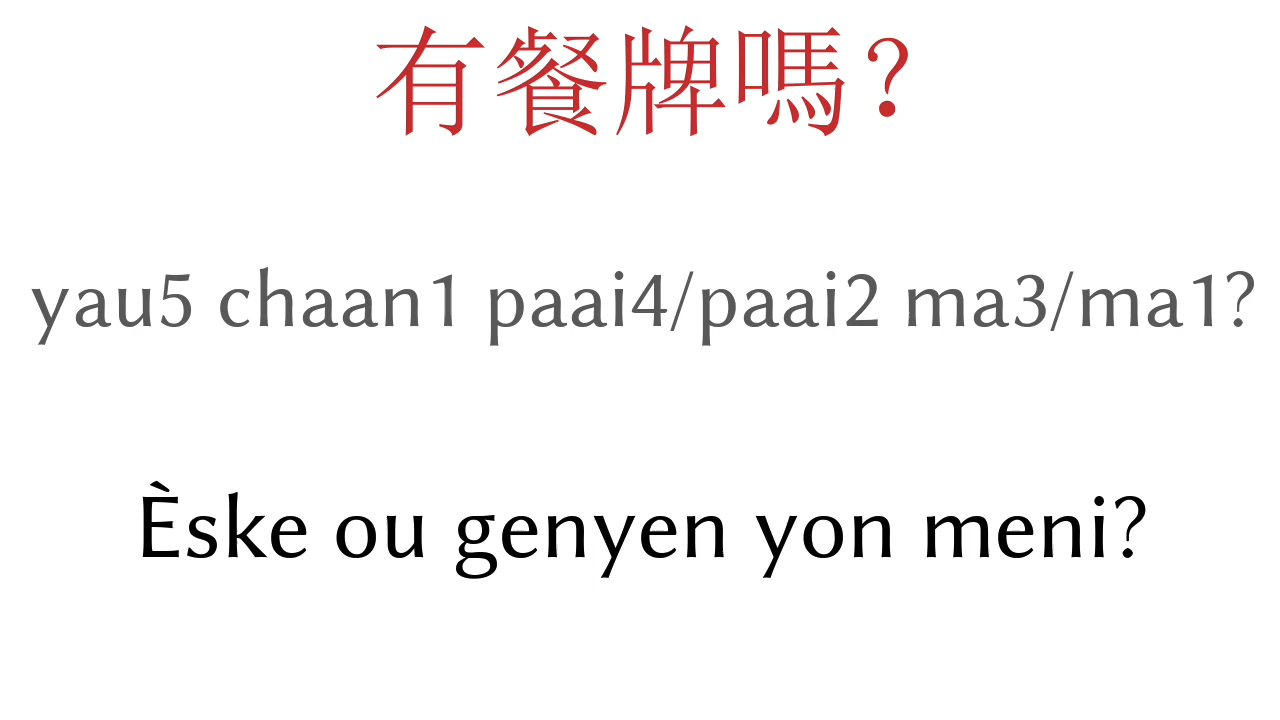 有餐牌嗎？
yau5 chaan1 paai4/paai2 ma3/ma1?
Èske ou genyen yon meni?